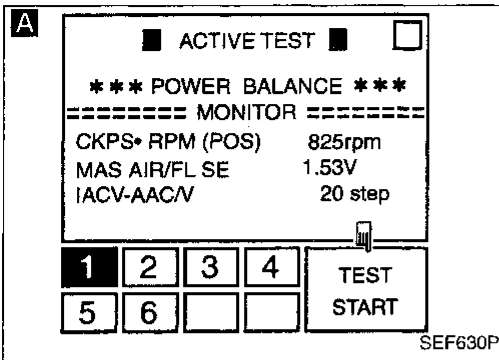 A
■ ACTIVE TEST ■
*** POWER BALANCE ***
======== MONITOR ========
CKPS• RPM (POS) 825rpm
MAS AIR/FL SE 1.53V
IACV-AAC/V 20 step
1 2 3 4 TEST
5 6 START
SEF630P